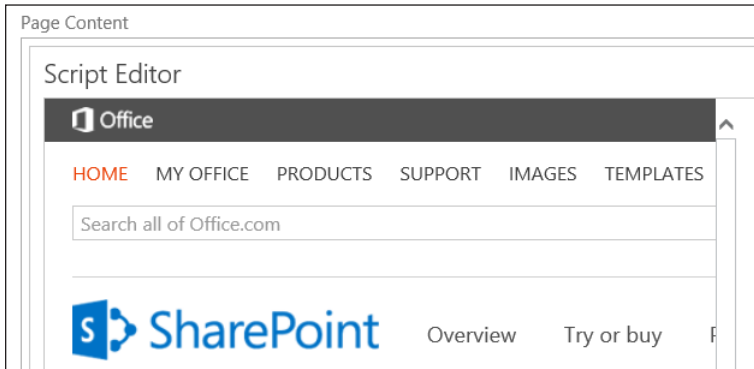 Page Content
Script Editor
Office
HOME MY OFFICE PRODUCTS SUPPORT IMAGES TEMPLATES
Search all of Office.com
S SharePoint Overview Try or buy